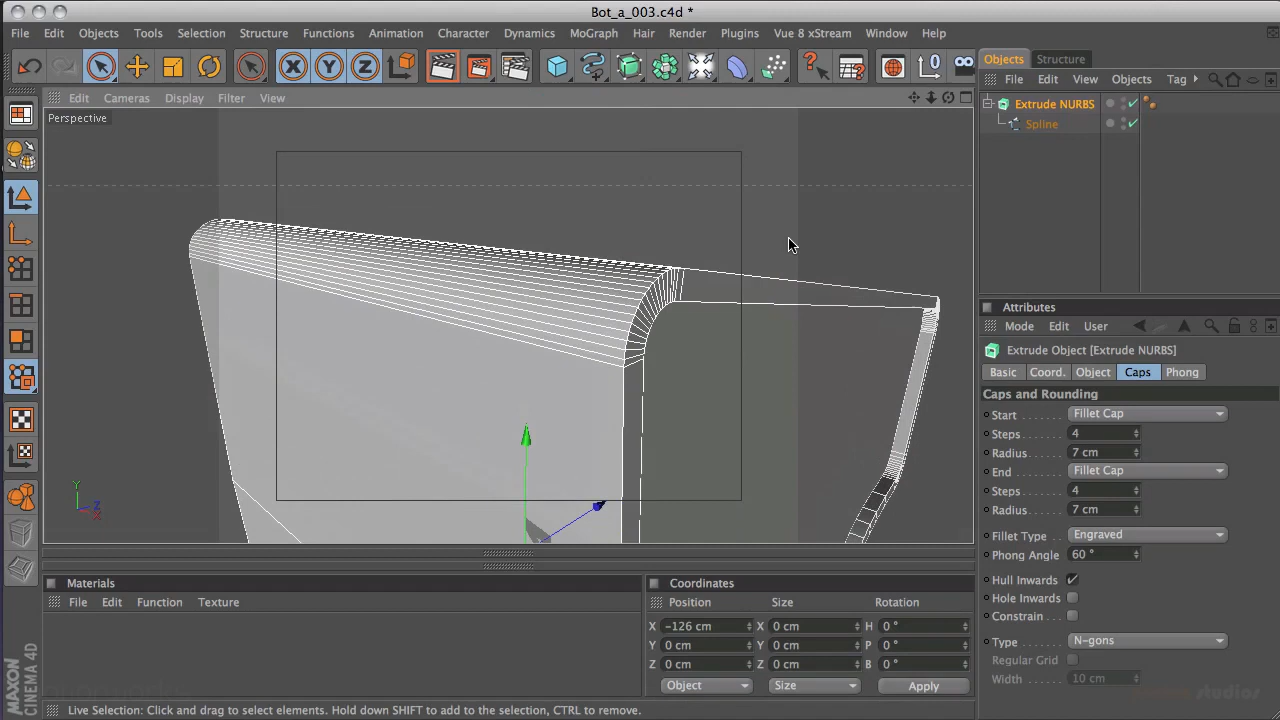 Bot_a_003.c4d *
File Edit Objects Tools Selection Structure Functions Animation Character Dynamics MoGraph Hair Render Plugins Vue 8 xStream Window Help
X Y Z
Objects Structure
File Edit View Objects Tag
Edit Cameras Display Filter View
Perspective
Extrude NURBS
Spline
Attributes
Mode Edit User
Extrude Object [Extrude NURBS]
Basic Coord. Object Caps Phong
Caps and Rounding
Start Fillet Cap
Steps 4
Radius 7 cm
End Fillet Cap
Steps 4
Radius 7 cm
Fillet Type Engraved
Phong Angle 60 °
Hull Inwards
Hole Inwards
Constrain
Type N-gons
Regular Grid
Width 10 cm
Y
Z
X
Materials
File Edit Function Texture
Coordinates
Position Size Rotation
X -126 cm X 0 cm H 0 °
Y 0 cm Y 0 cm P 0 °
Z 0 cm Z 0 cm B 0 °
Object Size Apply
MAXON
CINEMA 4D
studios
Live Selection: Click and drag to select elements. Hold down SHIFT to add to the selection, CTRL to remove.